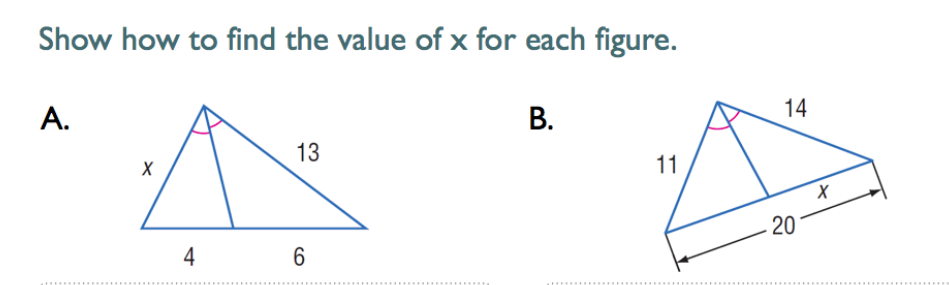 Show how to find the value of x for each figure.
A.
x
13
4
6
B.
14
11
x
20